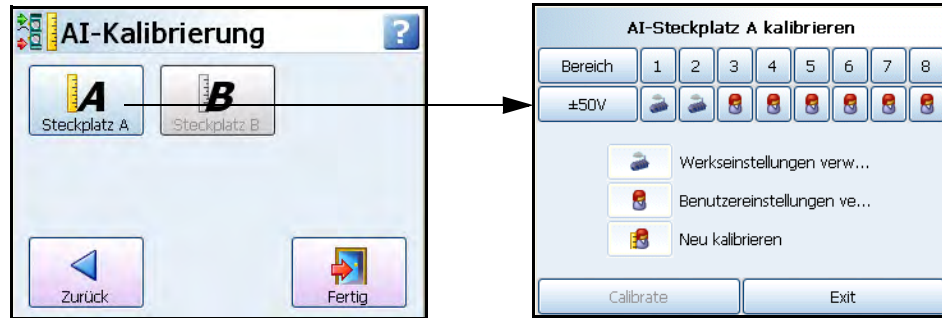 AI-Kalibrierung
?
A
Steckplatz A
B
Steckplatz B
Zurück
Fertig
AI-Steckplatz A kalibrieren
Bereich 1 2 3 4 5 6 7 8
±50V
Werkseinstellungen verw...
Benutzereinstellungen ve...
Neu kalibrieren
Calibrate Exit